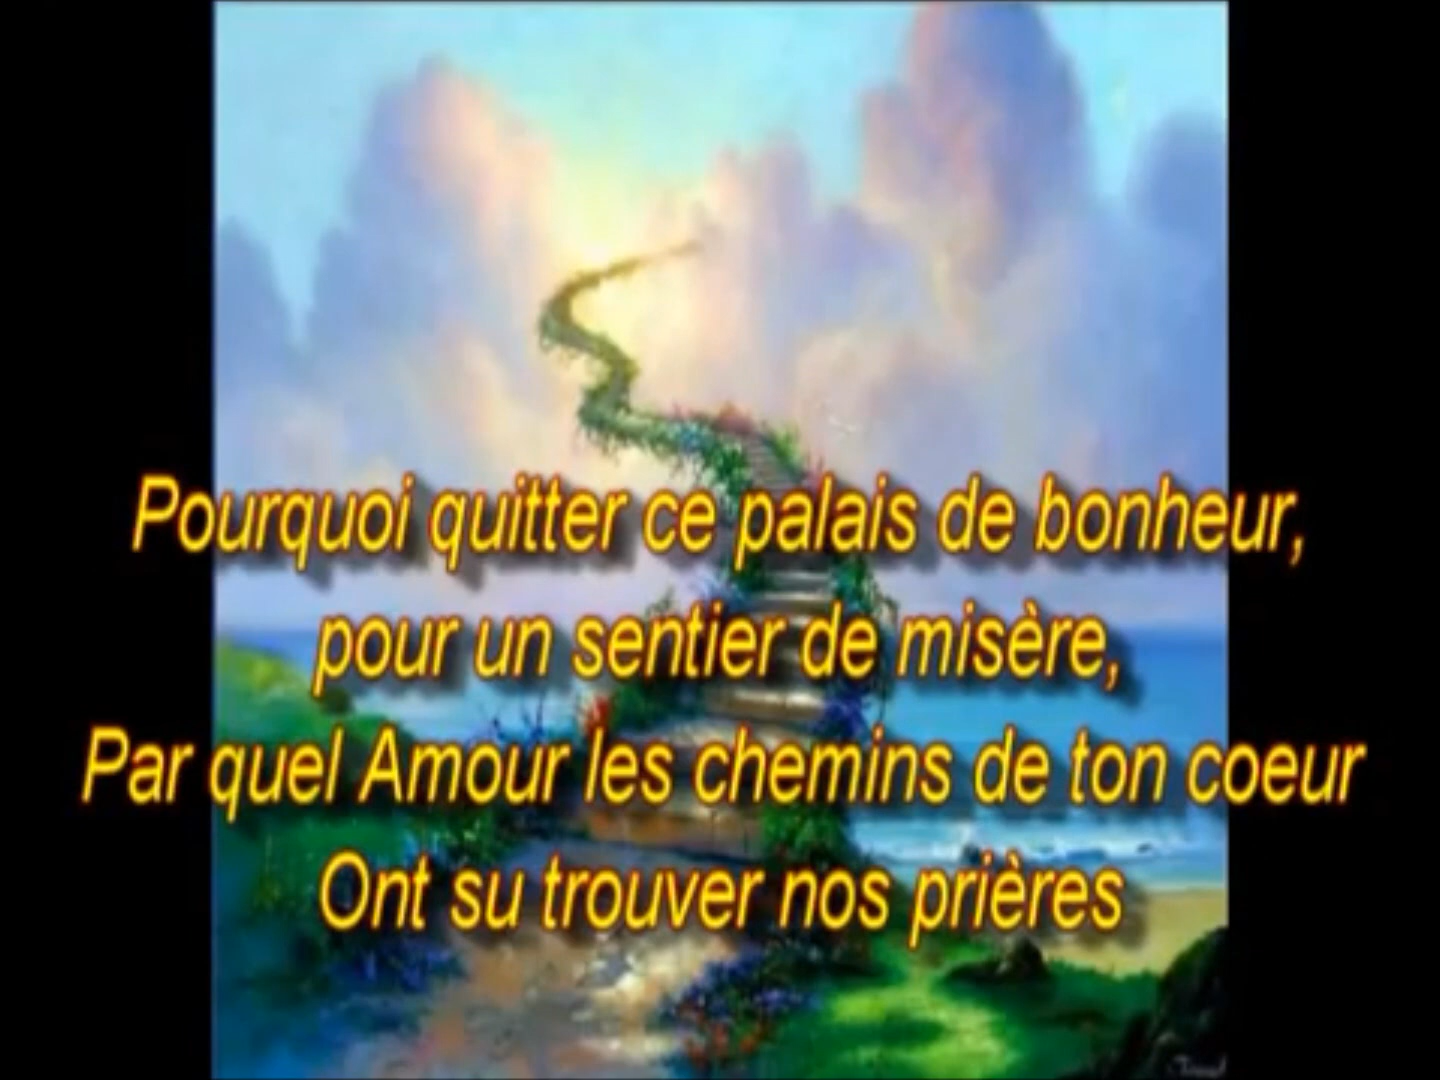 Pourquoi quitter ce palais de bonheur,
pour un sentier de misère,
Par quel Amour les chemins de ton coeur
Ont su trouver nos prières